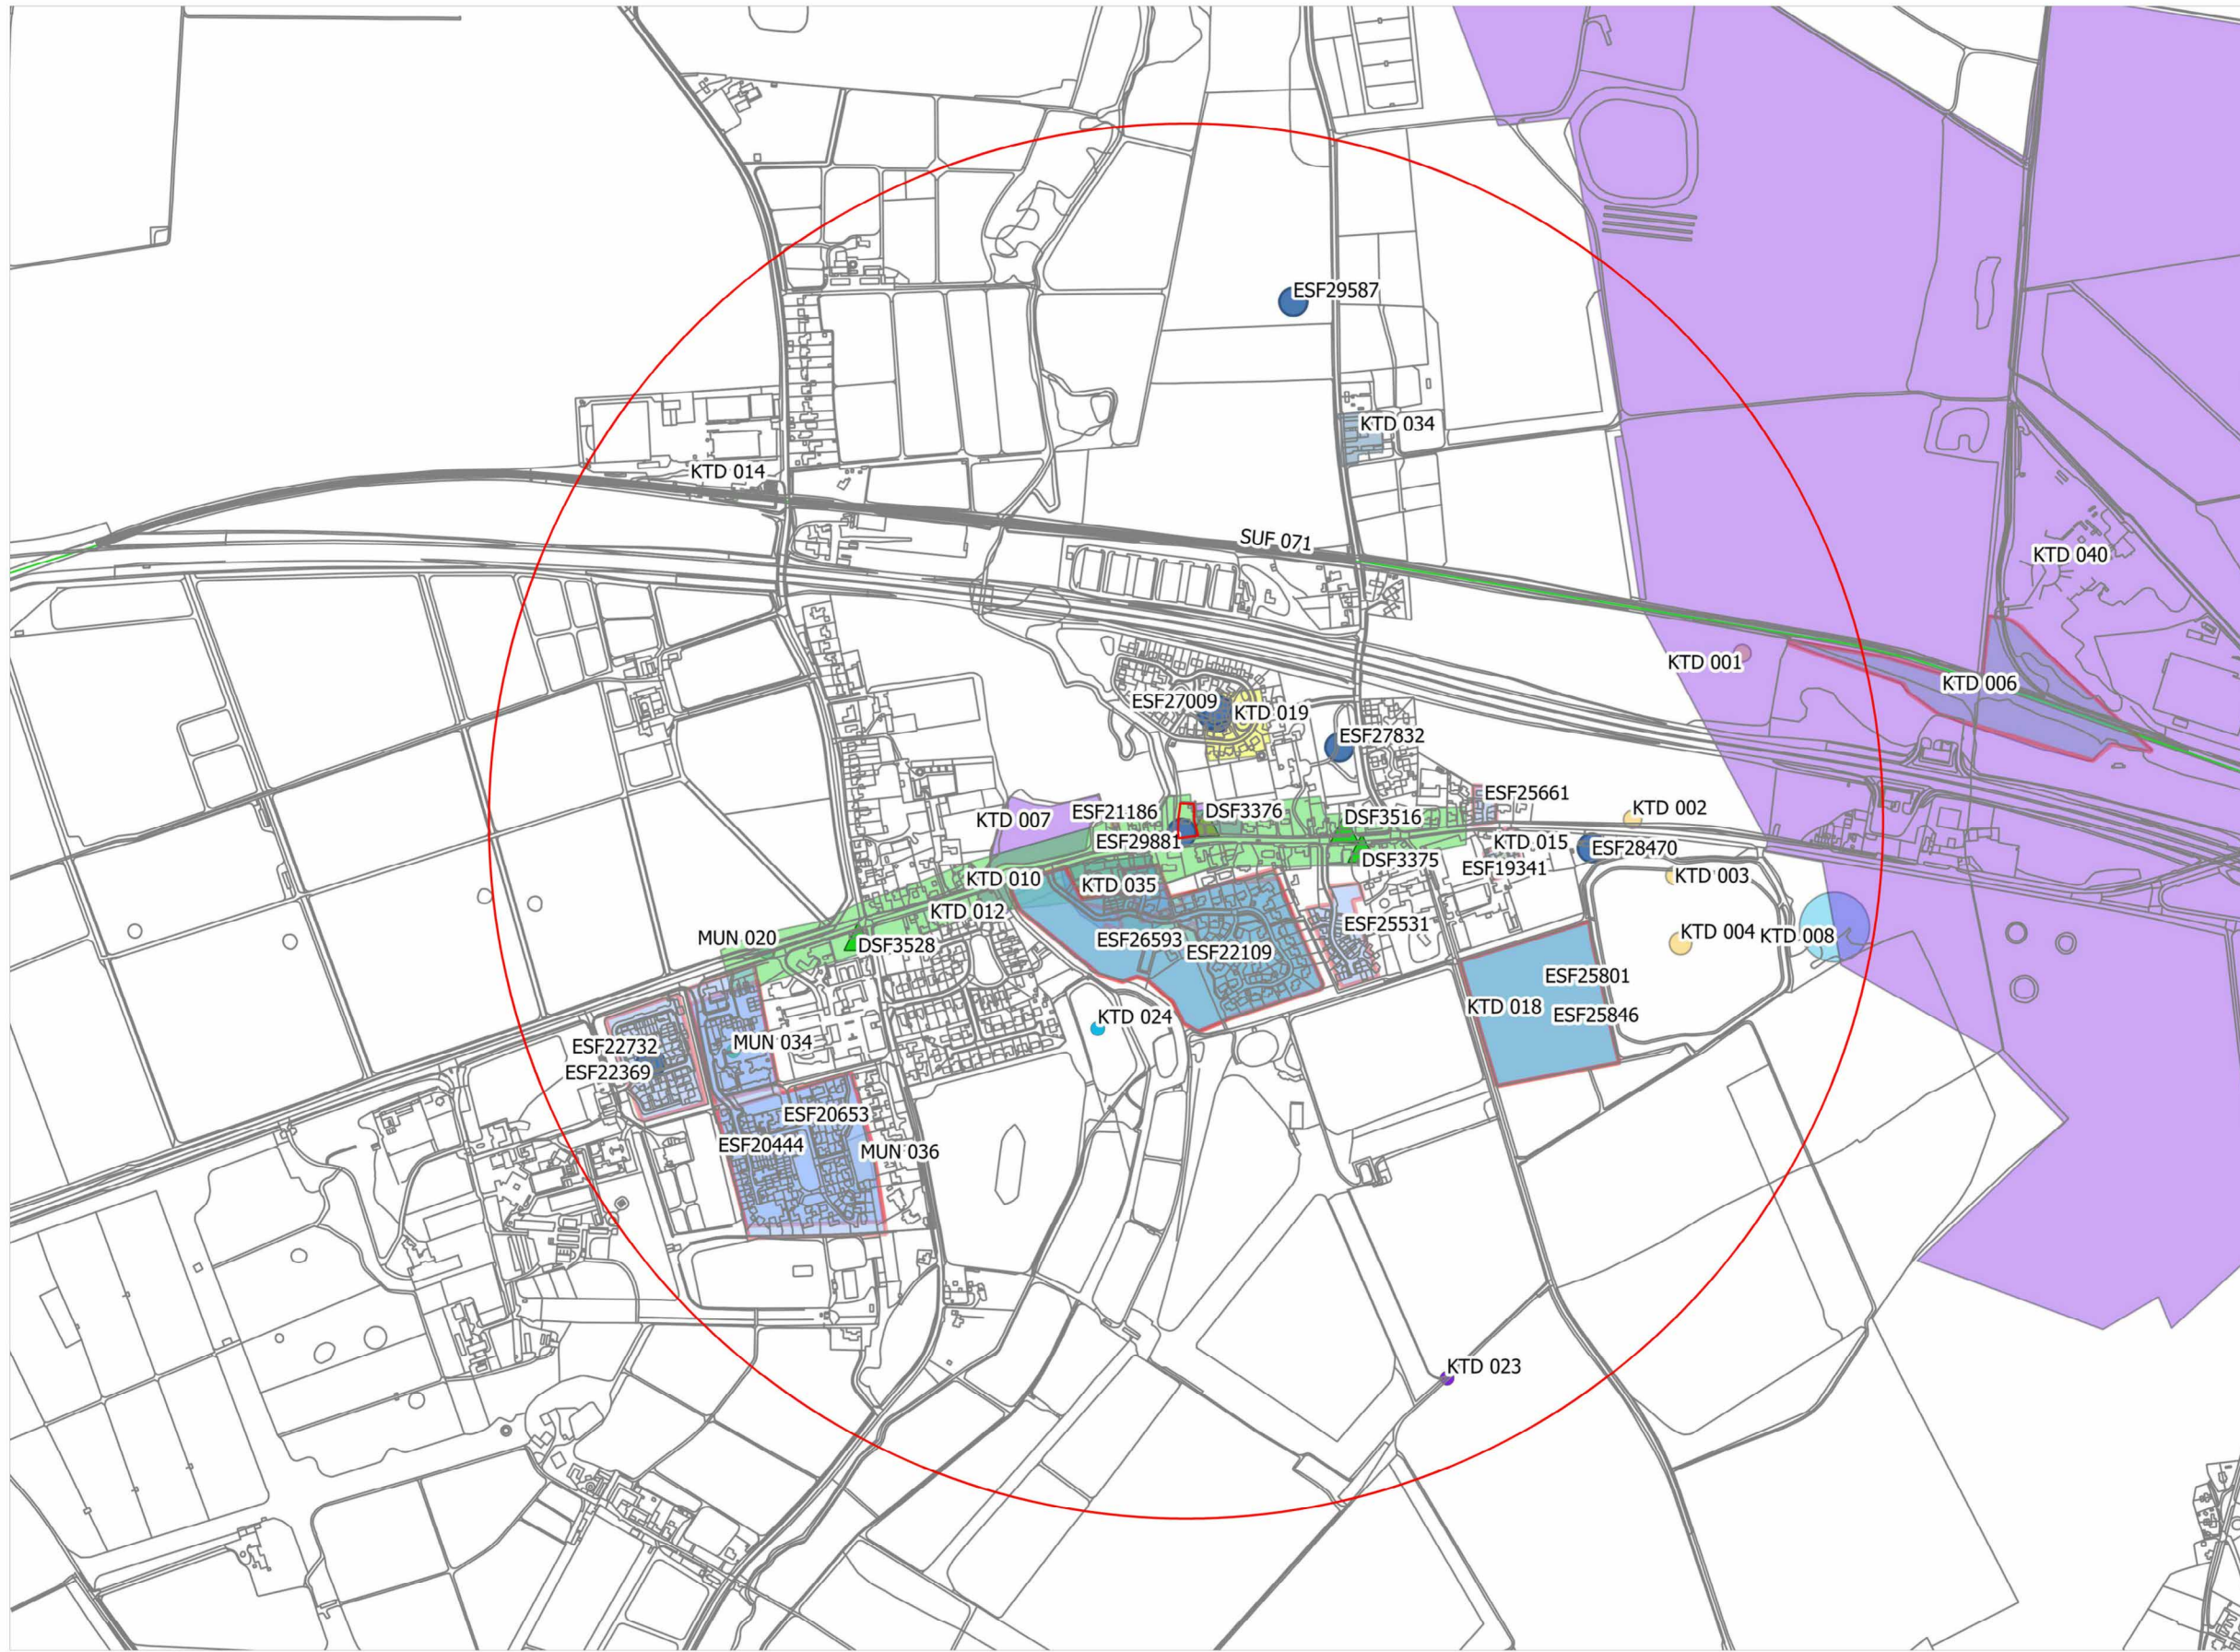 ESF29587
KTD 034
KTD 014
SUF 071
KTD 040
KTD 001
KTD 006
ESF27009
KTD 019
ESF27832
ESF25661
KTD 007
ESF21186
DSF3376
DSF3516
KTD 002
ESF29881
KTD 015
ESF28470
DSF3375
ESF19341
KTD 010
KTD 035
KTD 003
KTD 012
ESF25531
MUN 020
DSF3528
ESF26593
KTD 004
KTD 008
ESF22109
ESF25801
KTD 018
ESF25846
KTD 024
ESF22732
MUN 034
ESF22369
ESF20653
ESF20444
MUN 036
KTD 023